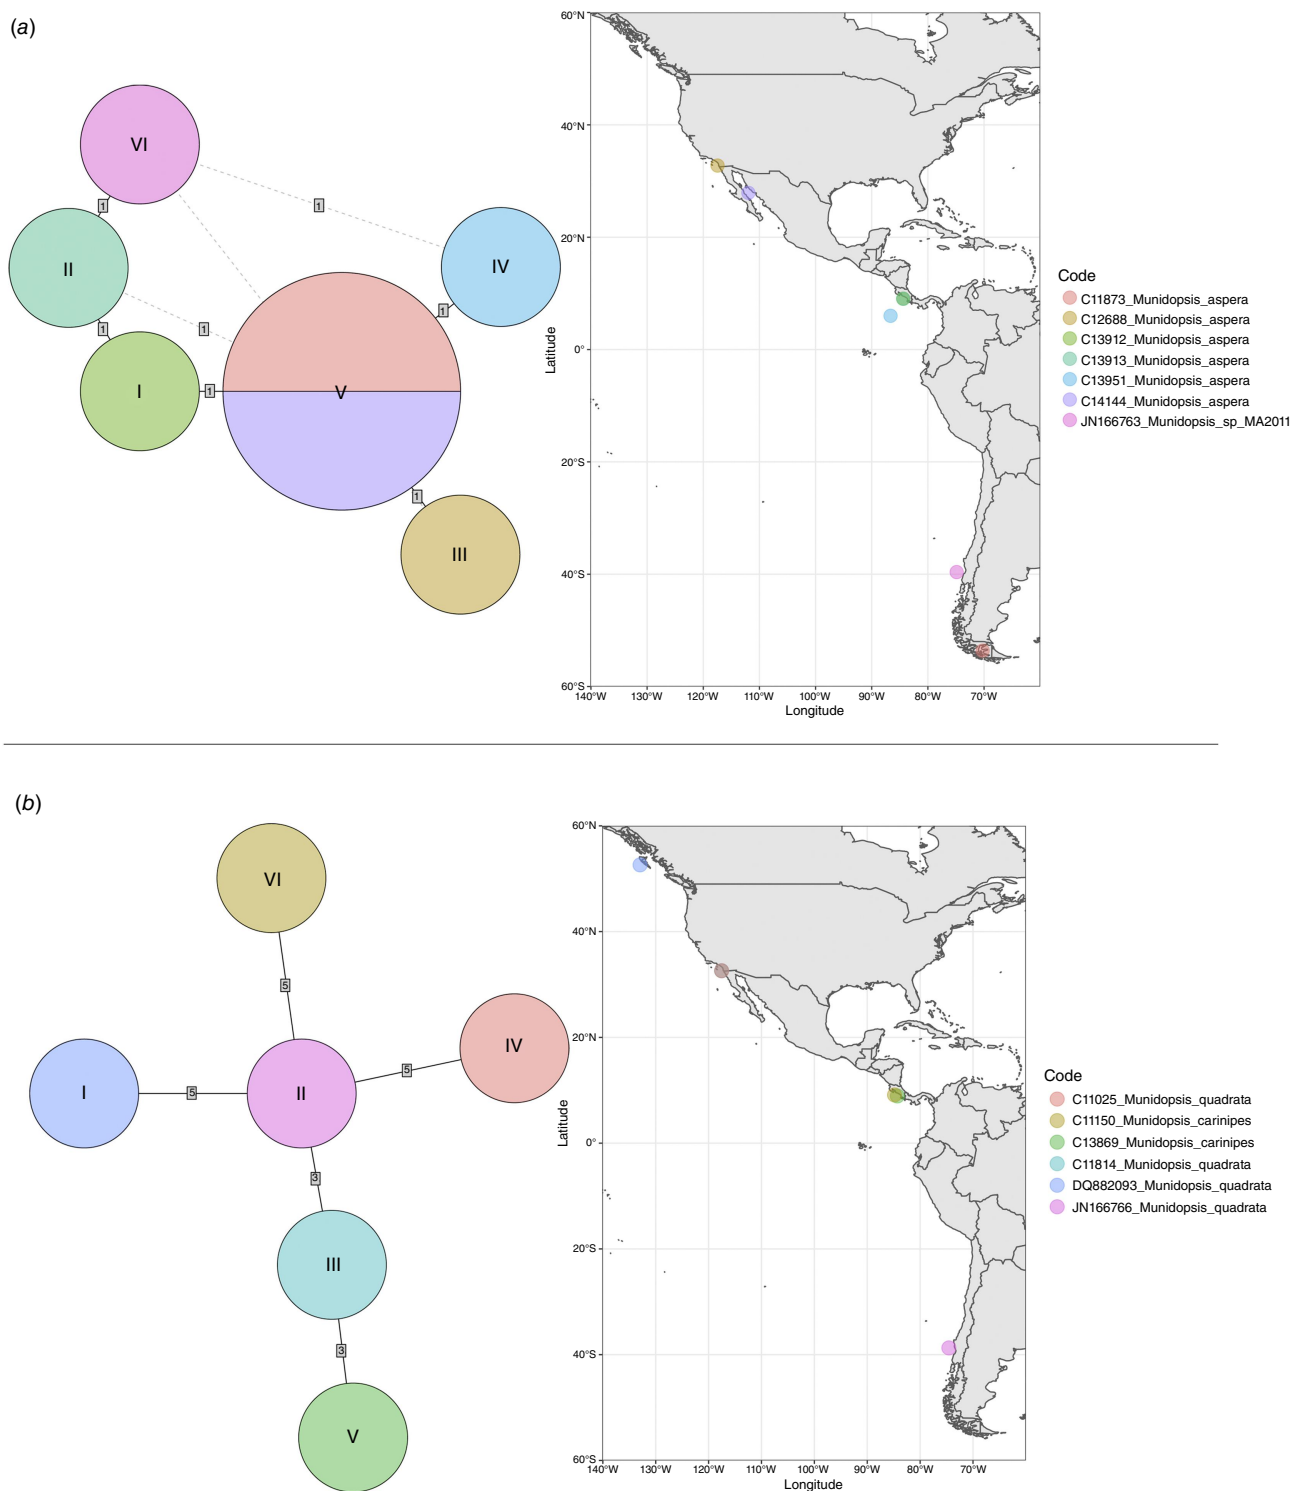 (a)
VI
II
I
V
IV
III
1
1
1
1
1
1
1
60°N
40°N
20°N
0°
20°S
40°S
60°S
Latitude
140°W
130°W
120°W
110°W
100°W
90°W
80°W
70°W
Longitude
Code
C11873_Munidopsis_aspera
C12688_Munidopsis_aspera
C13912_Munidopsis_aspera
C13913_Munidopsis_aspera
C13951_Munidopsis_aspera
C14144_Munidopsis_aspera
JN166763_Munidopsis_sp_MA2011
(b)
VI
5
IV
5
I
5
II
3
III
3
V
60°N
40°N
20°N
0°
20°S
40°S
60°S
Latitude
140°W
130°W
120°W
110°W
100°W
90°W
80°W
70°W
Longitude
Code
C11025_Munidopsis_quadrata
C11150_Munidopsis_carinipes
C13869_Munidopsis_carinipes
C11814_Munidopsis_quadrata
DQ882093_Munidopsis_quadrata
JN166766_Munidopsis_quadrata